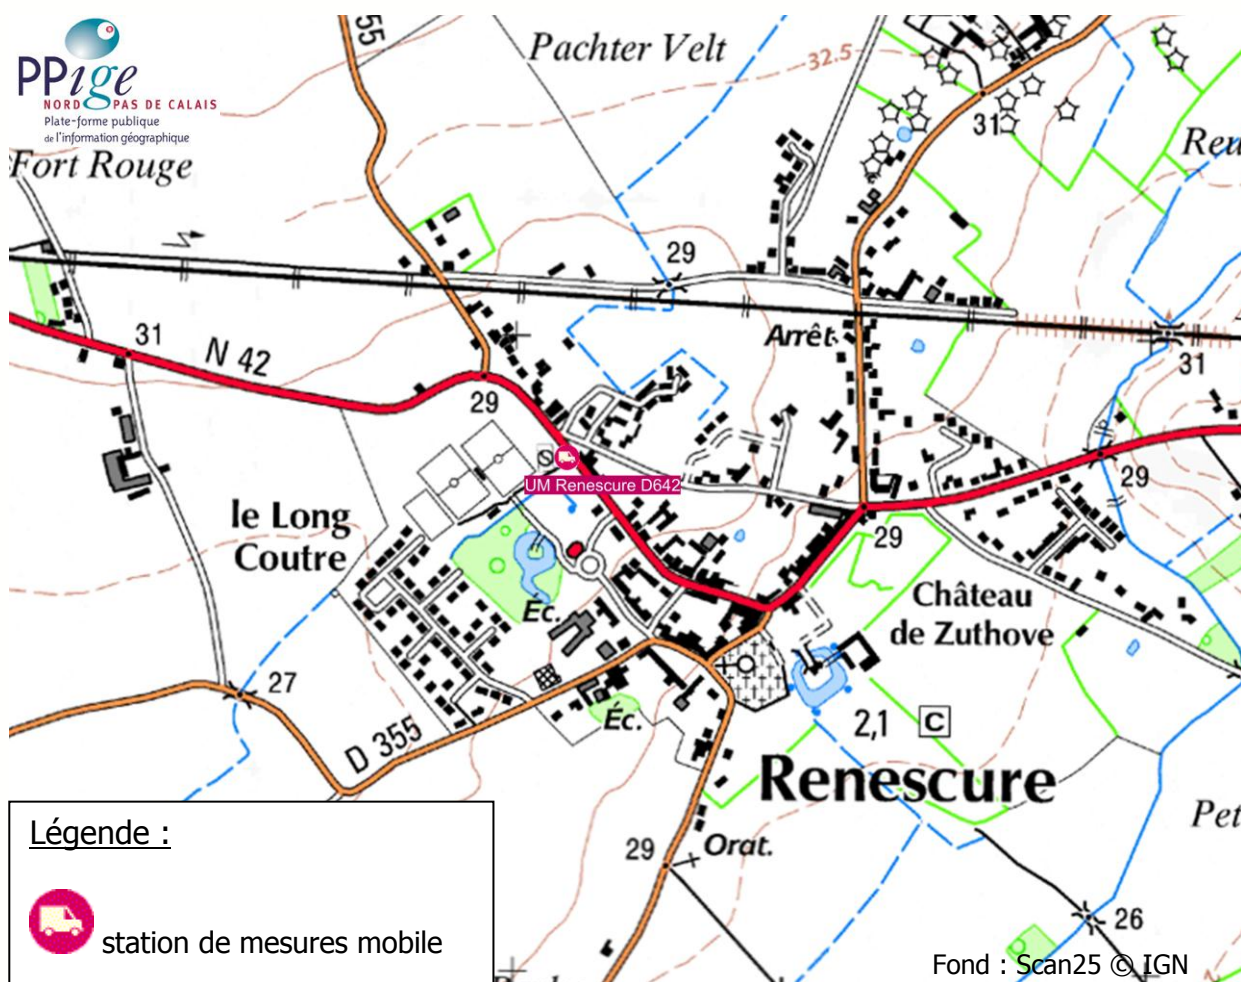 PPige
NORD PAS DE CALAIS
Plate-forme publique
de l'information géographique
55
Pachter Velt
32.5
31
Reu
Fort Rouge
29
Arrêt
31
N 42
31
29
UM Renescure D642
29
29
le Long
Coutre
Éc.
Château
de Zuthove
27
D 355
Éc.
2,1
C
Renescure
Pet
29
Orat.
26
Légende :
station de mesures mobile
Fond : Scan25 © IGN